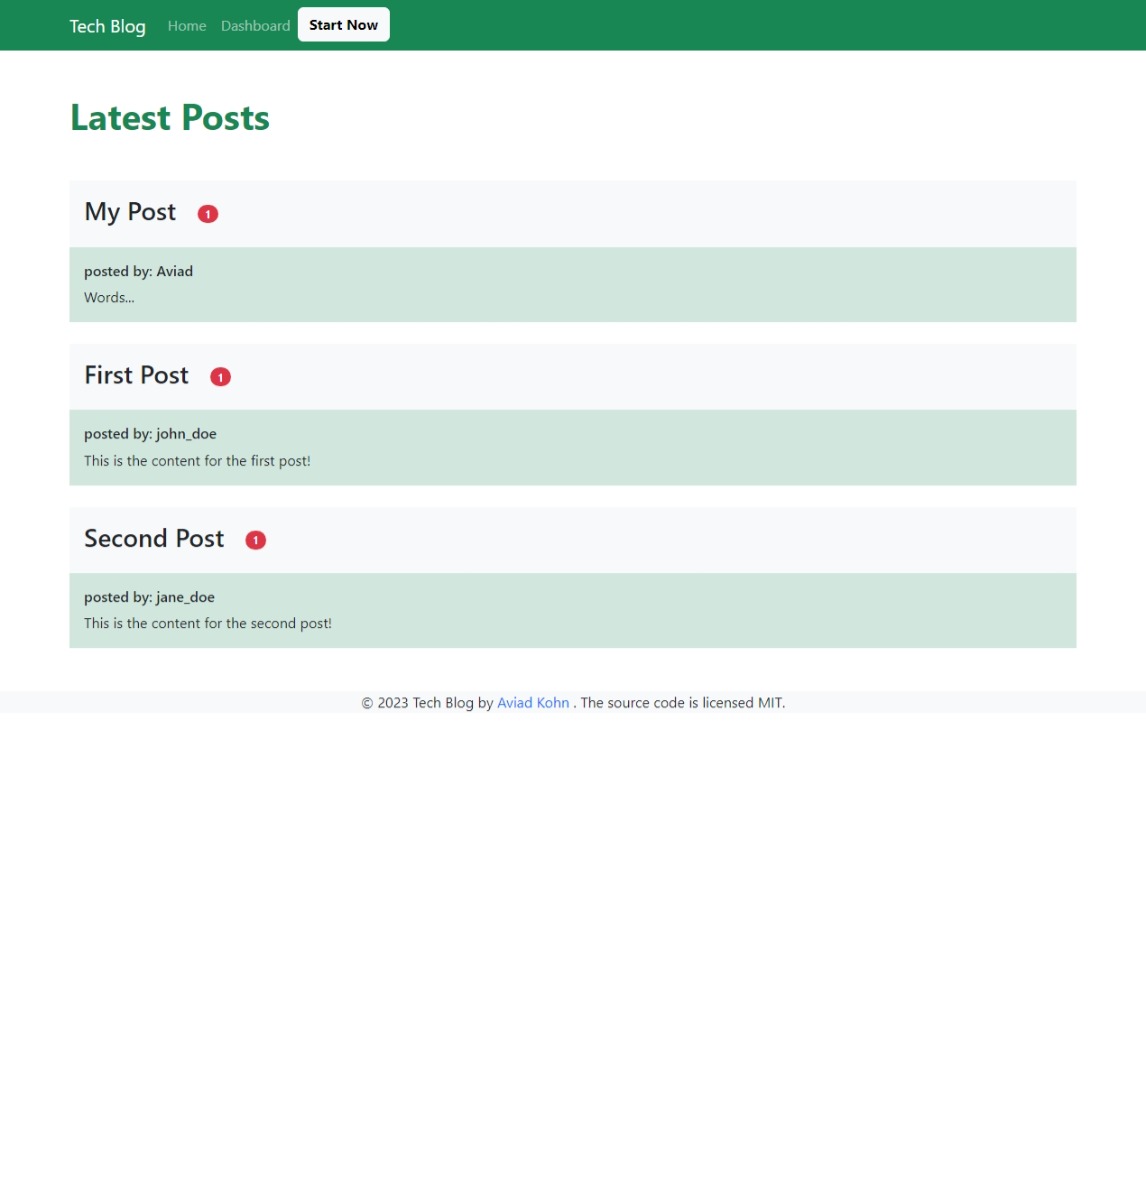 Tech Blog Home Dashboard Start Now
Latest Posts
My Post 1
posted by: Aviad
Words...
First Post 1
posted by: john_doe
This is the content for the first post!
Second Post 1
posted by: jane_doe
This is the content for the second post!
© 2023 Tech Blog by Aviad Kohn . The source code is licensed MIT.